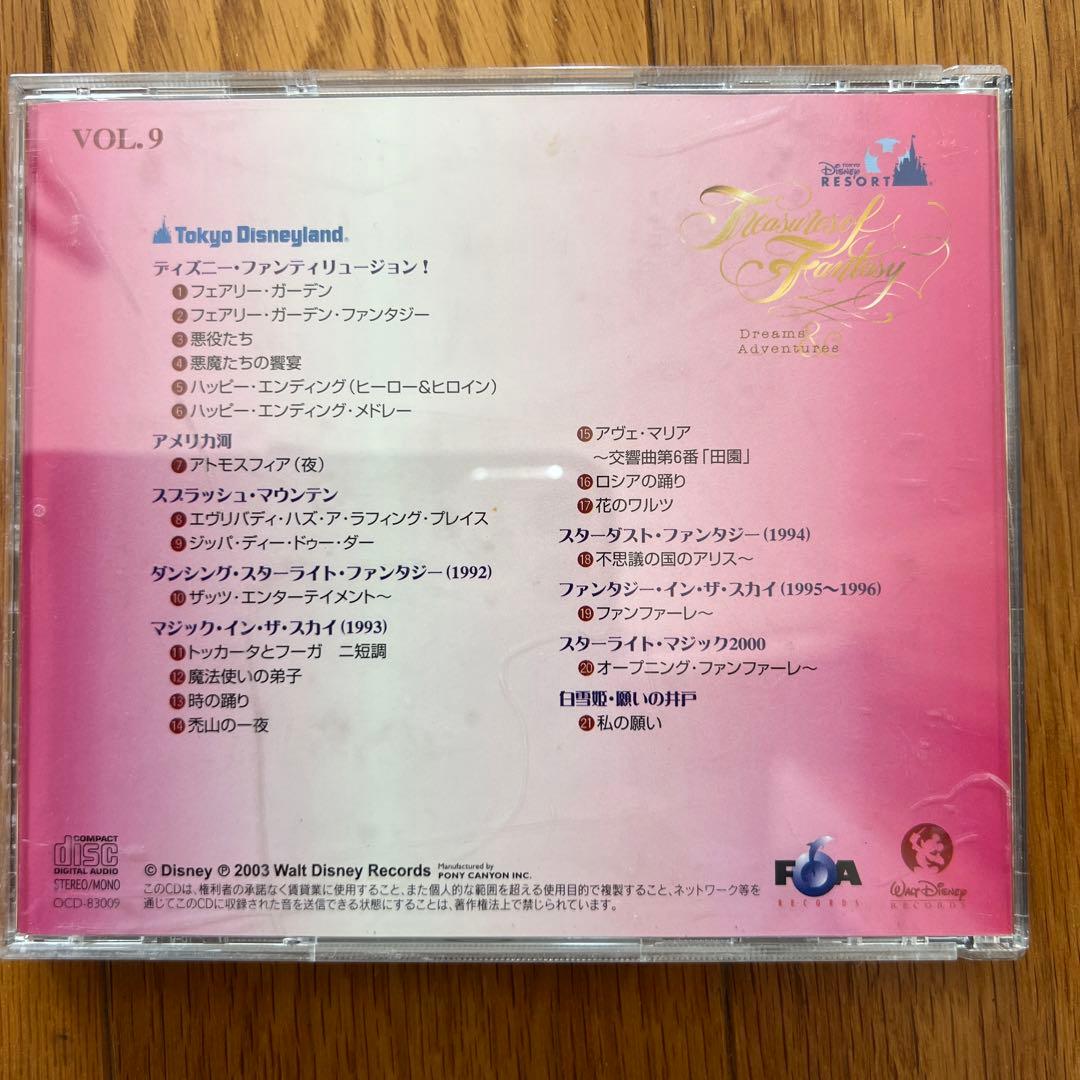 VOL. 9
TOKYO
Disney
RESORT
Treasures of
Fantasy
Dreams &
Adventures
Tokyo Disneyland
ディズニー・ファンティリュージョン！
1 フェアリー・ガーデン
2 フェアリー・ガーデン・ファンタジー
3 悪役たち
4 悪魔たちの饗宴
5 ハッピー・エンディング（ヒーロー＆ヒロイン）
6 ハッピー・エンディング・メドレー
アメリカ河
7 アトモスフィア（夜）
スプラッシュ・マウンテン
8 エヴリバディ・ハズ・ア・ラフィング・プレイス
9 ジッパ・ディー・ドゥー・ダー
ダンシング・スターライト・ファンタジー（1992）
10 ザッツ・エンターテイメント〜
マジック・イン・ザ・スカイ（1993）
11 トッカータとフーガ　ニ短調
12 魔法使いの弟子
13 時の踊り
14 禿山の一夜
15 アヴェ・マリア
〜交響曲第6番「田園」
16 ロシアの踊り
17 花のワルツ
スターダスト・ファンタジー（1994）
18 不思議の国のアリス〜
ファンタジー・イン・ザ・スカイ（1995〜1996）
19 ファンファーレ〜
スターライト・マジック2000
20 オープニング・ファンファーレ〜
白雪姫・願いの井戸
21 私の願い
COMPACT
disc
DIGITAL AUDIO
STEREO/MONO
OCD-83009
© Disney ℗ 2003 Walt Disney Records Manufactured by PONY CANYON INC.
このCDは、権利者の承諾なく賃貸業に使用すること、また個人的な範囲を超える使用目的で複製すること、ネットワーク等を
通じてこのCDに収録された音を送信できる状態にすることは、著作権法上で禁じられています。
FOA
RECORDS
WALT DISNEY
RECORDS